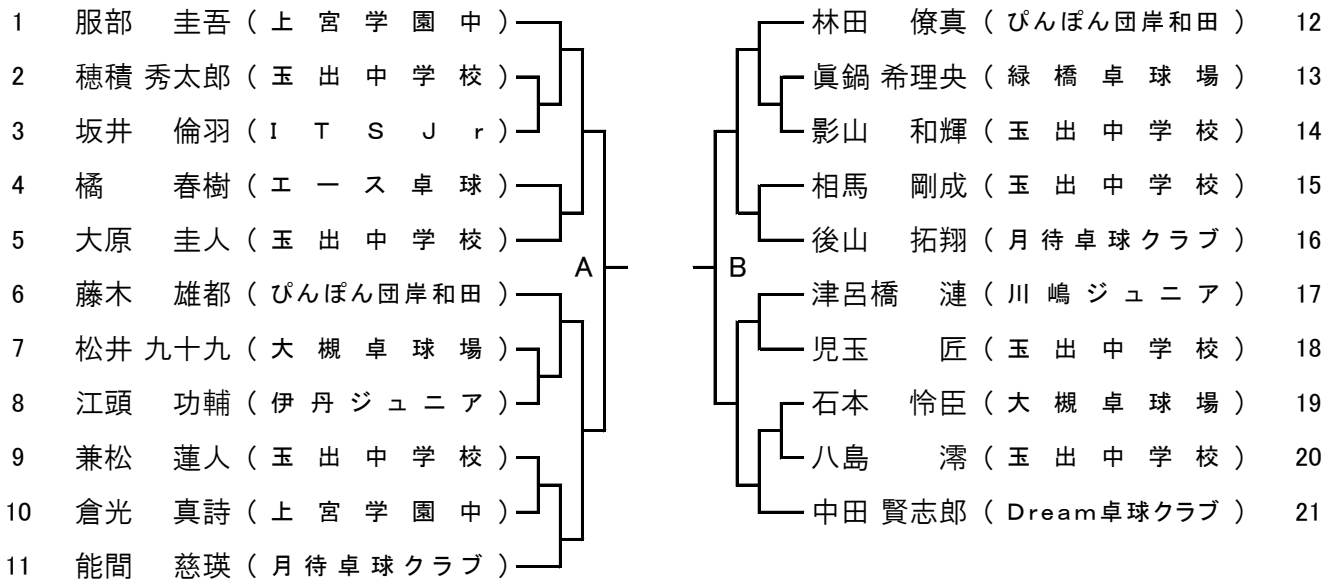 1 服部 圭吾 ( 上宮学園中 )
2 穂積 秀太郎 ( 玉出中学校 )
3 坂井 倫羽 ( ITSJr )
4 橘 春樹 ( エース卓球 )
5 大原 圭人 ( 玉出中学校 )
A
6 藤木 雄都 ( ぴんぽん団岸和田 )
7 松井 九十九 ( 大槻卓球場 )
8 江頭 功輔 ( 伊丹ジュニア )
9 兼松 蓮人 ( 玉出中学校 )
10 倉光 真詩 ( 上宮学園中 )
11 能間 慈瑛 ( 月待卓球クラブ )
林田 僚真 ( ぴんぽん団岸和田 ) 12
眞鍋 希理央 ( 緑橋卓球場 ) 13
影山 和輝 ( 玉出中学校 ) 14
相馬 剛成 ( 玉出中学校 ) 15
後山 拓翔 ( 月待卓球クラブ ) 16
B
津呂橋 漣 ( 川嶋ジュニア ) 17
児玉 匠 ( 玉出中学校 ) 18
石本 怜臣 ( 大槻卓球場 ) 19
八島 澪 ( 玉出中学校 ) 20
中田 賢志郎 ( Dream卓球クラブ ) 21